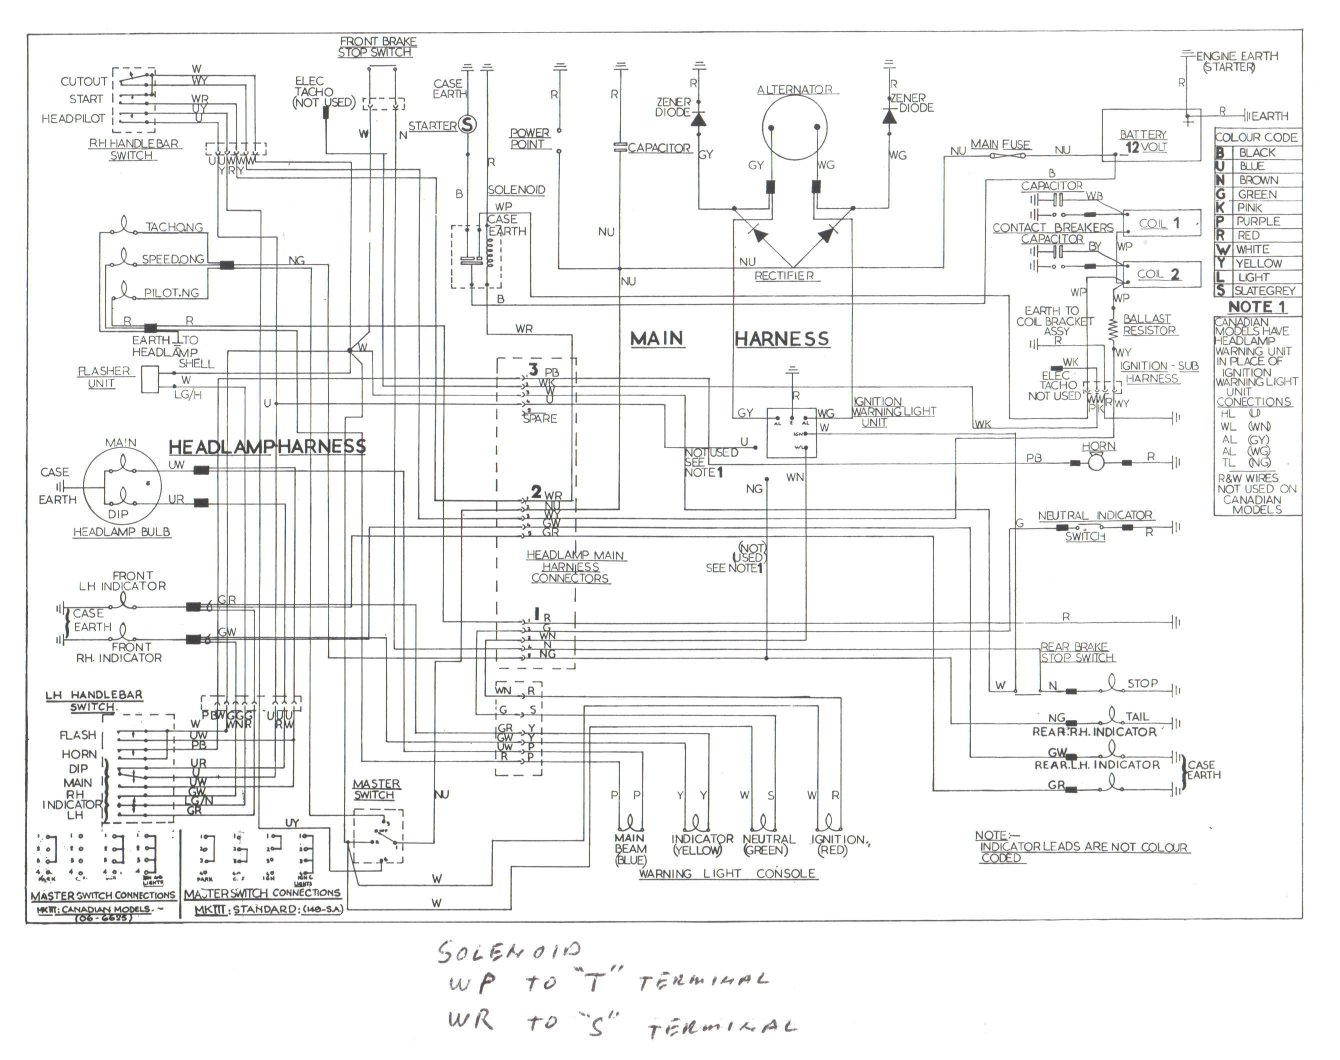 FRONT BRAKE
STOP SWITCH
CUTOUT
START
HEADPILOT
W
WY
WR
UY
RH HANDLEBAR
SWITCH
U U W W W
Y R Y
ELEC
TACHO
(NOT USED)
W
N
CASE
EARTH
STARTER
S
R
B
SOLENOID
WP
CASE
EARTH
B
WR
R
POWER
POINT
R
CAPACITOR
NU
NU
R
ZENER
DIODE
GY
ALTERNATOR
GY
WG
NU
RECTIFIER
R
ZENER
DIODE
WG
NU
MAIN FUSE
NU
B
BATTERY
12 VOLT
R
ENGINE EARTH
(STARTER)
R
EARTH
CAPACITOR
WB
CONTACT BREAKERS
CAPACITOR
BY
COIL 1
WP
COIL 2
WP
WP
EARTH TO
COIL BRACKET
ASSY
R
BALLAST
RESISTOR
WY
WK
ELEC
TACHO
NOT USED
IGNITION - SUB
HARNESS
W W R WY
P K
COLOUR CODE
B BLACK
U BLUE
N BROWN
G GREEN
K PINK
P PURPLE
R RED
W WHITE
Y YELLOW
L LIGHT
S SLATEGREY
NOTE 1
CANADIAN
MODELS HAVE
HEADLAMP
WARNING UNIT
IN PLACE OF
IGNITION
WARNING LIGHT
UNIT
CONECTIONS
HL (U)
WL (WN)
AL (GY)
AL (WG)
TL (NG)
R&W WIRES
NOT USED ON
CANADIAN
MODELS
TACHO.NG
SPEEDO.NG
PILOT.NG
NG
R
R
EARTH TO
HEADLAMP
SHELL
FLASHER
UNIT
W
LG/H
W
U
MAIN HARNESS
3 PB
WK
W
U
SPARE
GY
R
WG
AL E AL
IGN
WL
W
IGNITION
WARNING LIGHT
UNIT
U
NOT USED
SEE
NOTE 1
NG
WN
WK
HEADLAMP HARNESS
MAIN
CASE
EARTH
DIP
HEADLAMP BULB
UW
UR
2 WR
NU
WY
GW
GR
HEADLAMP MAIN
HARNESS
CONNECTORS
(NOT
USED)
SEE NOTE 1
HORN
PB
R
NEUTRAL INDICATOR
SWITCH
G
R
FRONT
LH INDICATOR
GR
CASE
EARTH
GW
FRONT
RH. INDICATOR
1 R
G
WN
N
NG
R
REAR BRAKE
STOP SWITCH
W
N
STOP
NG
TAIL
REAR.R.H. INDICATOR
GW
REAR.L.H. INDICATOR
GR
CASE
EARTH
LH HANDLEBAR
SWITCH.
P B W G G G U U U
W N R R W
FLASH
HORN
DIP
MAIN
RH
INDICATOR
LH
W
UW
PB
UR
U
UW
GW
LG/N
GR
WN R
G S
GR Y
GW Y
UW P
R P
NU
UY
MASTER
SWITCH
W
W
P P Y Y W S W R
MAIN
BEAM
(BLUE)
INDICATOR
(YELLOW)
NEUTRAL
(GREEN)
IGNITION,
(RED)
WARNING LIGHT CONSOLE
NOTE:—
INDICATOR LEADS ARE NOT COLOUR
CODED
MASTER SWITCH CONNECTIONS
MKIII: CANADIAN MODELS.~
(06-6625)
PARK IGN LIGHTS
MASTER SWITCH CONNECTIONS
MKIII: STANDARD: (148-SA)
SOLENOID
WP TO "T" TERMINAL
WR TO "S" TERMINAL